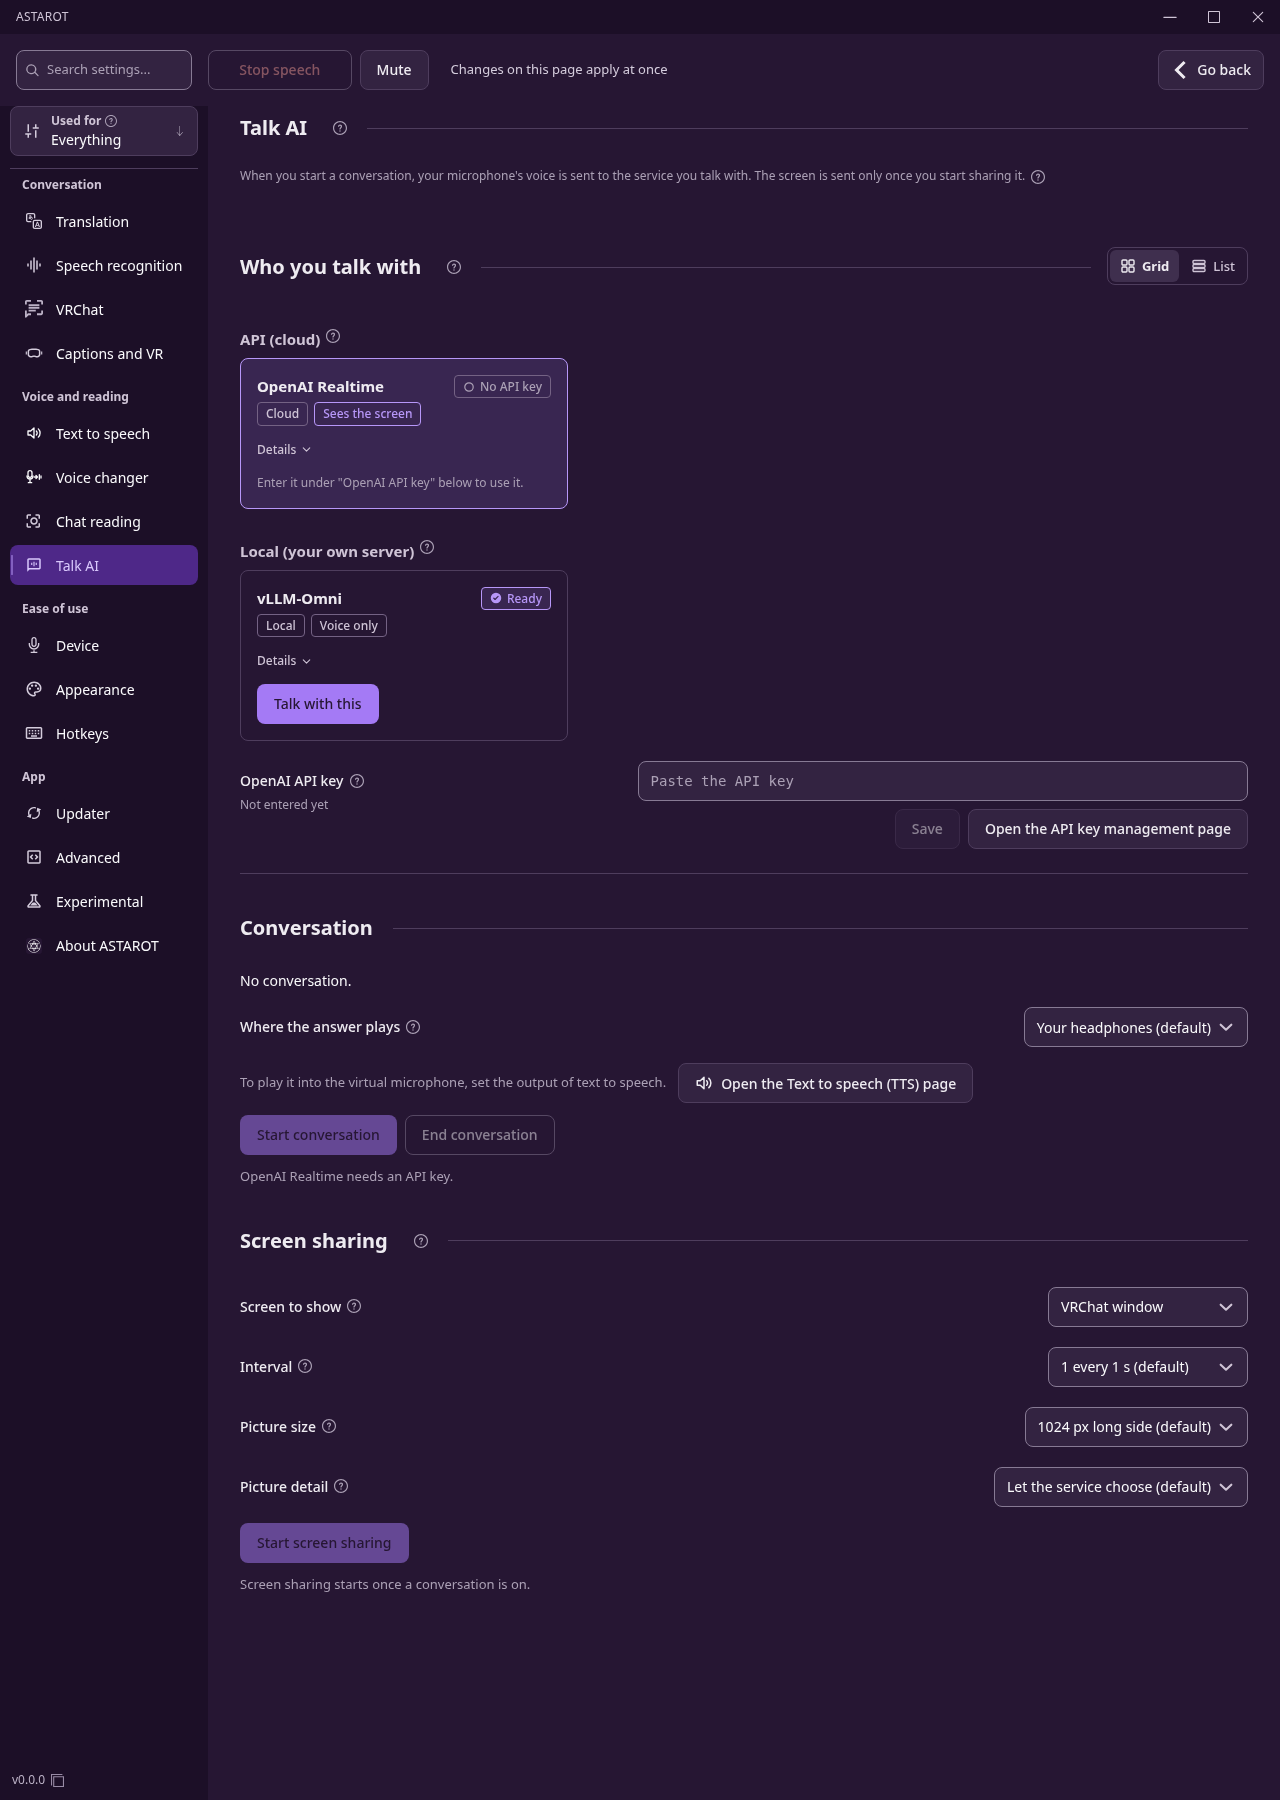 ASTAROT
Search settings...
Stop speech
Mute
Changes on this page apply at once
Go back
Used for
Everything
Conversation
Translation
Speech recognition
VRChat
Captions and VR
Voice and reading
Text to speech
Voice changer
Chat reading
Talk AI
Ease of use
Device
Appearance
Hotkeys
App
Updater
Advanced
Experimental
About ASTAROT
v0.0.0
Talk AI
When you start a conversation, your microphone's voice is sent to the service you talk with. The screen is sent only once you start sharing it.
Who you talk with
Grid
List
API (cloud)
OpenAI Realtime
No API key
Cloud
Sees the screen
Details
Enter it under "OpenAI API key" below to use it.
Local (your own server)
vLLM-Omni
Ready
Local
Voice only
Details
Talk with this
OpenAI API key
Not entered yet
Paste the API key
Save
Open the API key management page
Conversation
No conversation.
Where the answer plays
Your headphones (default)
To play it into the virtual microphone, set the output of text to speech.
Open the Text to speech (TTS) page
Start conversation
End conversation
OpenAI Realtime needs an API key.
Screen sharing
Screen to show
VRChat window
Interval
1 every 1 s (default)
Picture size
1024 px long side (default)
Picture detail
Let the service choose (default)
Start screen sharing
Screen sharing starts once a conversation is on.